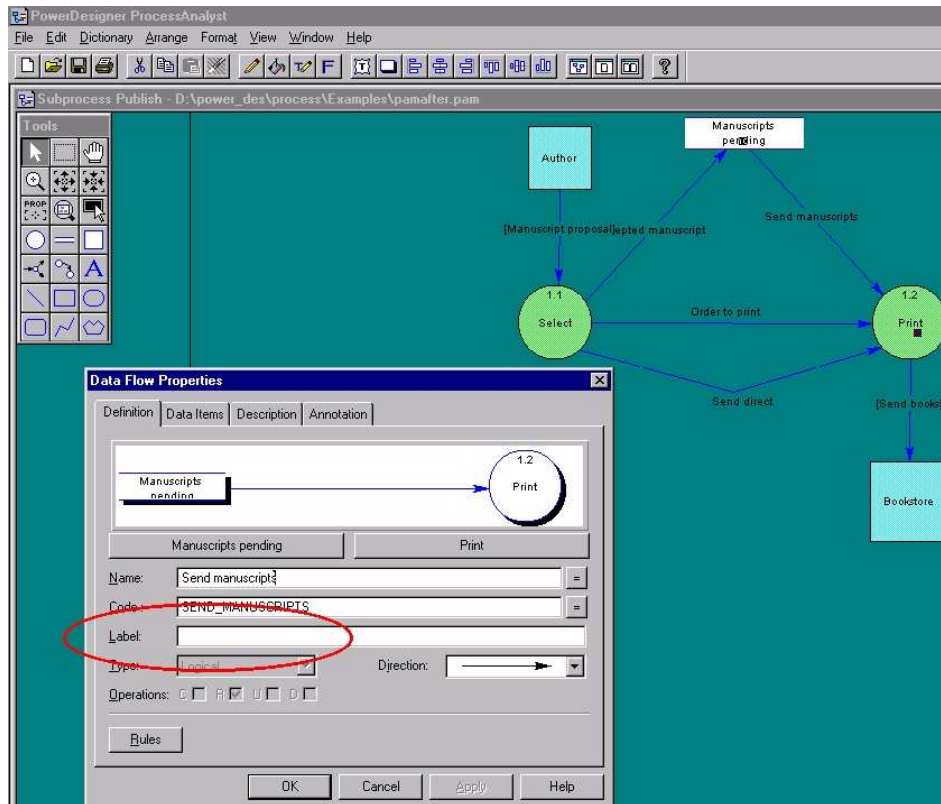 PowerDesigner ProcessAnalyst
File Edit Dictionary Arrange Format View Window Help
Subprocess Publish - D:\power_des\process\Examples\pamafter.pam
Tools
PROP
A
Manuscripts
pending
Author
Send manuscripts
[Manuscript proposal]epted manuscript
1.1
Select
Order to print
1.2
Print
Send direct
[Send books
Bookstore
Data Flow Properties
Definition Data Items Description Annotation
Manuscripts
pending
1.2
Print
Manuscripts pending Print
Name: Send manuscripts =
Code: SEND_MANUSCRIPTS =
Label:
Type: Logical Direction:
Operations: C R U D
Rules
OK Cancel Apply Help